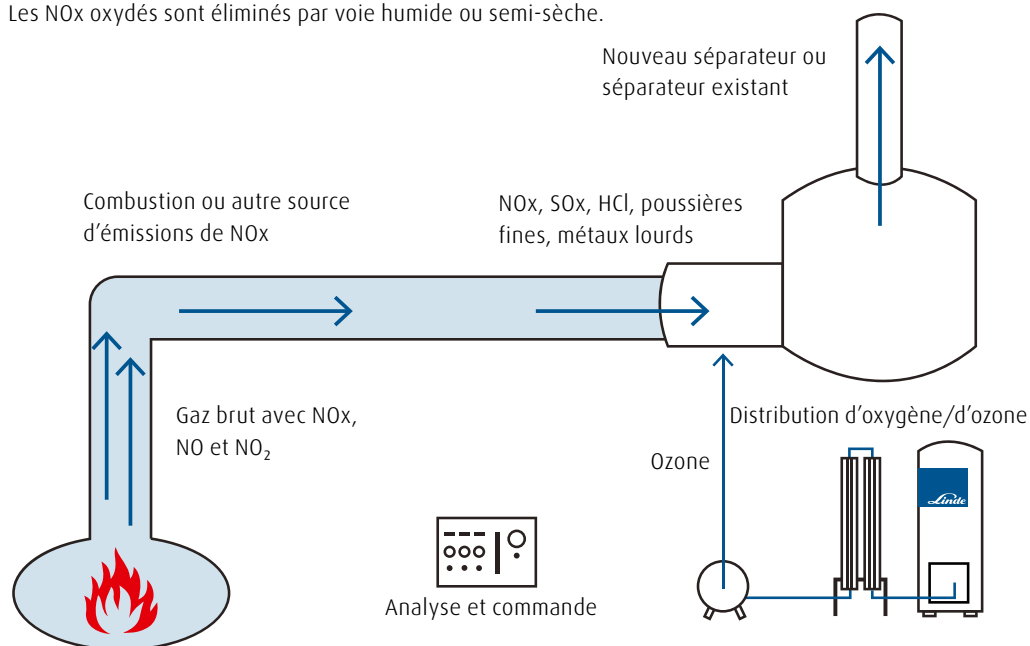 Les NOx oxydés sont éliminés par voie humide ou semi-sèche.
Nouveau séparateur ou
séparateur existant
Combustion ou autre source
d’émissions de NOx
NOx, SOx, HCl, poussières
fines, métaux lourds
Gaz brut avec NOx,
NO et NO₂
Distribution d’oxygène/d’ozone
Ozone
Linde
Analyse et commande